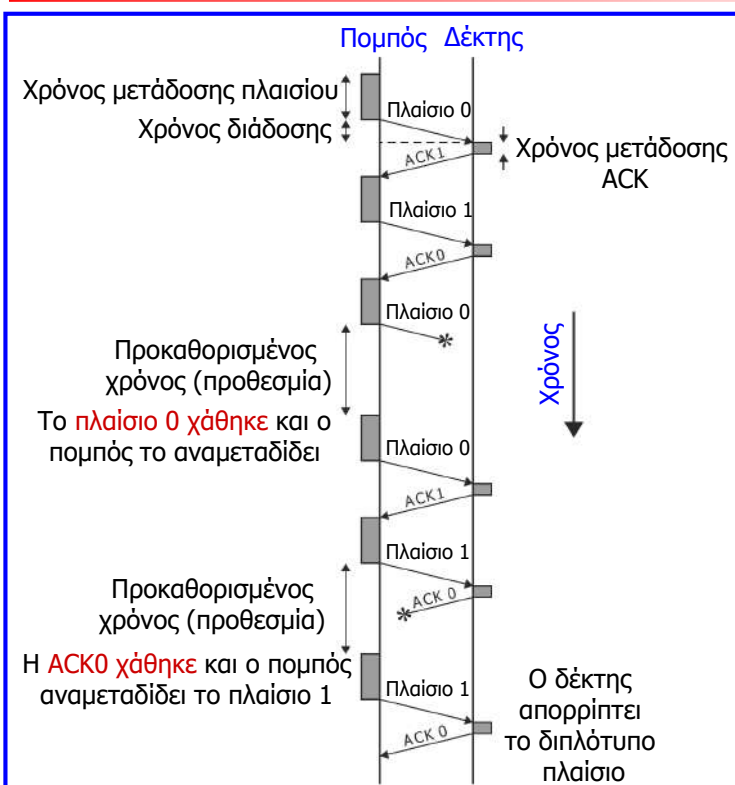 Πομπός Δέκτης
Χρόνος μετάδοσης πλαισίου
Πλαίσιο 0
Χρόνος διάδοσης
Χρόνος μετάδοσης
ACK
ACK1
Πλαίσιο 1
ACK0
Πλαίσιο 0
*
Προκαθορισμένος
χρόνος (προθεσμία)
Χρόνος
Το πλαίσιο 0 χάθηκε και ο
πομπός το αναμεταδίδει
Πλαίσιο 0
ACK1
Πλαίσιο 1
Προκαθορισμένος
χρόνος (προθεσμία)
ACK 0
*
Η ACK0 χάθηκε και ο πομπός
αναμεταδίδει το πλαίσιο 1
Πλαίσιο 1
ACK 0
Ο δέκτης
απορρίπτει
το διπλότυπο
πλαίσιο